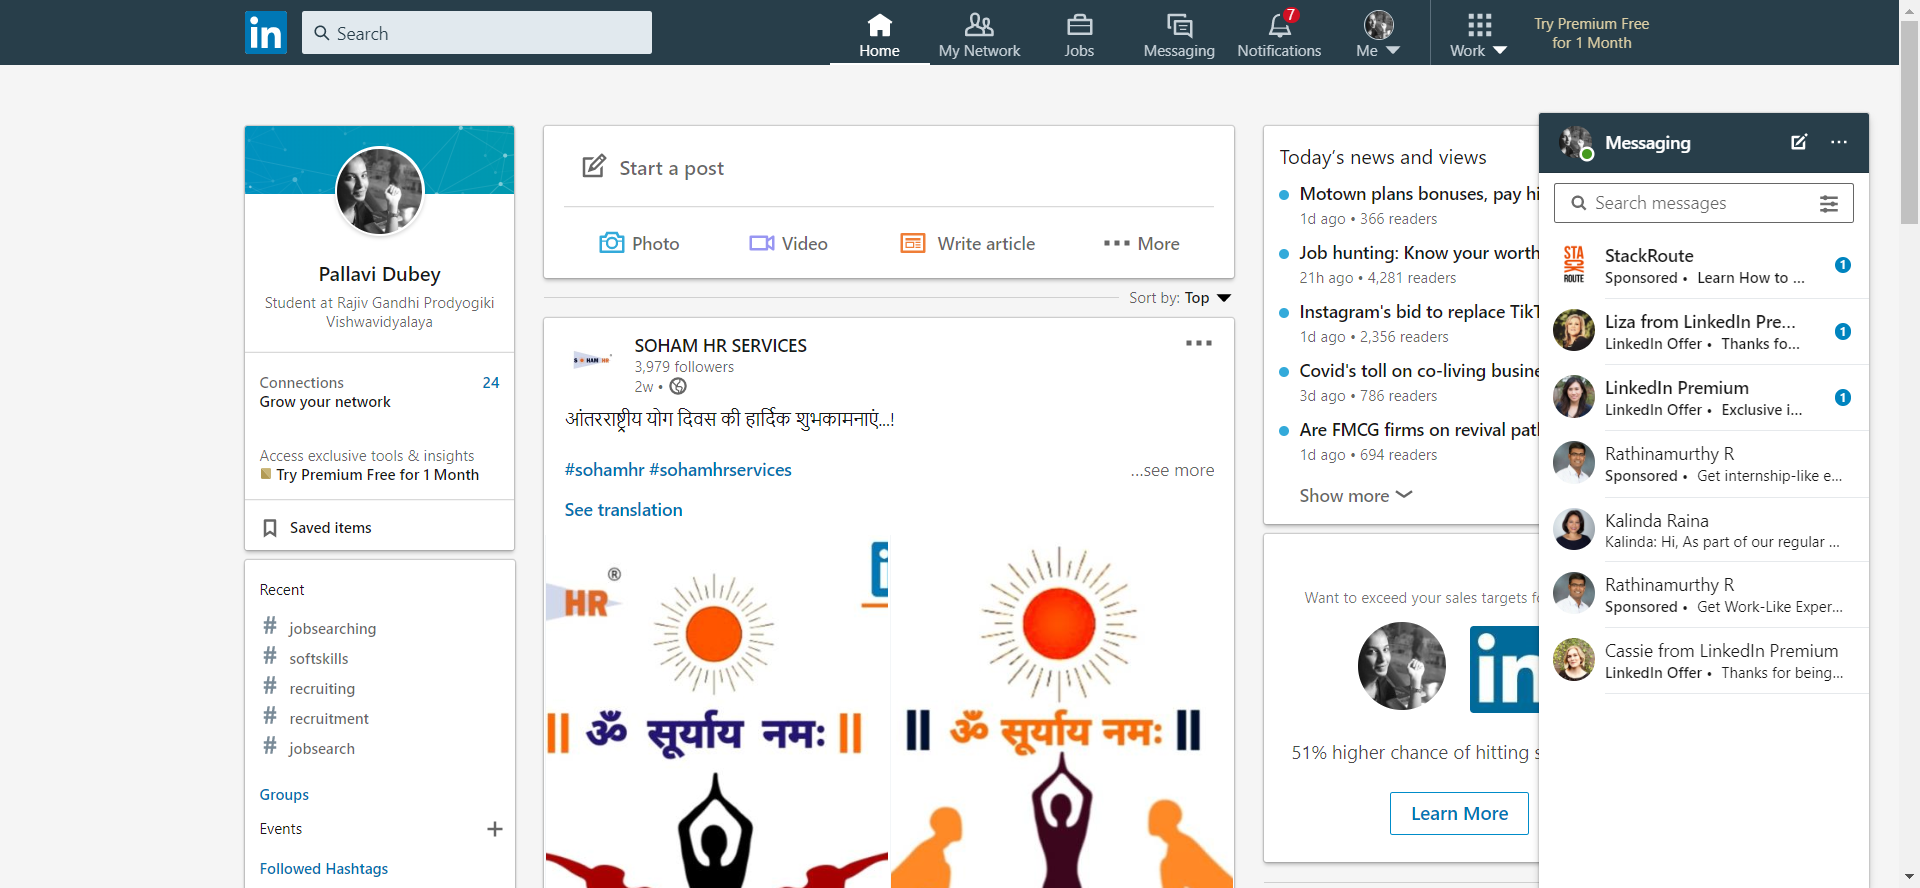 in
Search
Home
My Network
Jobs
Messaging
7
Notifications
Me
Work
Try Premium Free
for 1 Month
Pallavi Dubey
Student at Rajiv Gandhi Prodyogiki
Vishwavidyalaya
Connections 24
Grow your network
Access exclusive tools & insights
Try Premium Free for 1 Month
Saved items
Recent
# jobsearching
# softskills
# recruiting
# recruitment
# jobsearch
Groups
Events
Followed Hashtags
Start a post
Photo
Video
Write article
More
Sort by: Top
SOHAM HR
SOHAM HR SERVICES
3,979 followers
2w •
आंतरराष्ट्रीय योग दिवस की हार्दिक शुभकामनाएं...!
#sohamhr #sohamhrservices
...see more
See translation
HR ®
|| ॐ सूर्याय नमः ||
|| ॐ सूर्याय नमः ||
Today's news and views
Motown plans bonuses, pay hi
1d ago • 366 readers
Job hunting: Know your worth
21h ago • 4,281 readers
Instagram's bid to replace TikT
1d ago • 2,356 readers
Covid's toll on co-living busine
3d ago • 786 readers
Are FMCG firms on revival pat
1d ago • 694 readers
Show more
Want to exceed your sales targets fo
in
51% higher chance of hitting s
Learn More
Messaging
Search messages
STACKROUTE
StackRoute
Sponsored • Learn How to ...
1
Liza from LinkedIn Pre...
LinkedIn Offer • Thanks fo...
1
LinkedIn Premium
LinkedIn Offer • Exclusive i...
1
Rathinamurthy R
Sponsored • Get internship-like e...
Kalinda Raina
Kalinda: Hi, As part of our regular ...
Rathinamurthy R
Sponsored • Get Work-Like Exper...
Cassie from LinkedIn Premium
LinkedIn Offer • Thanks for being...